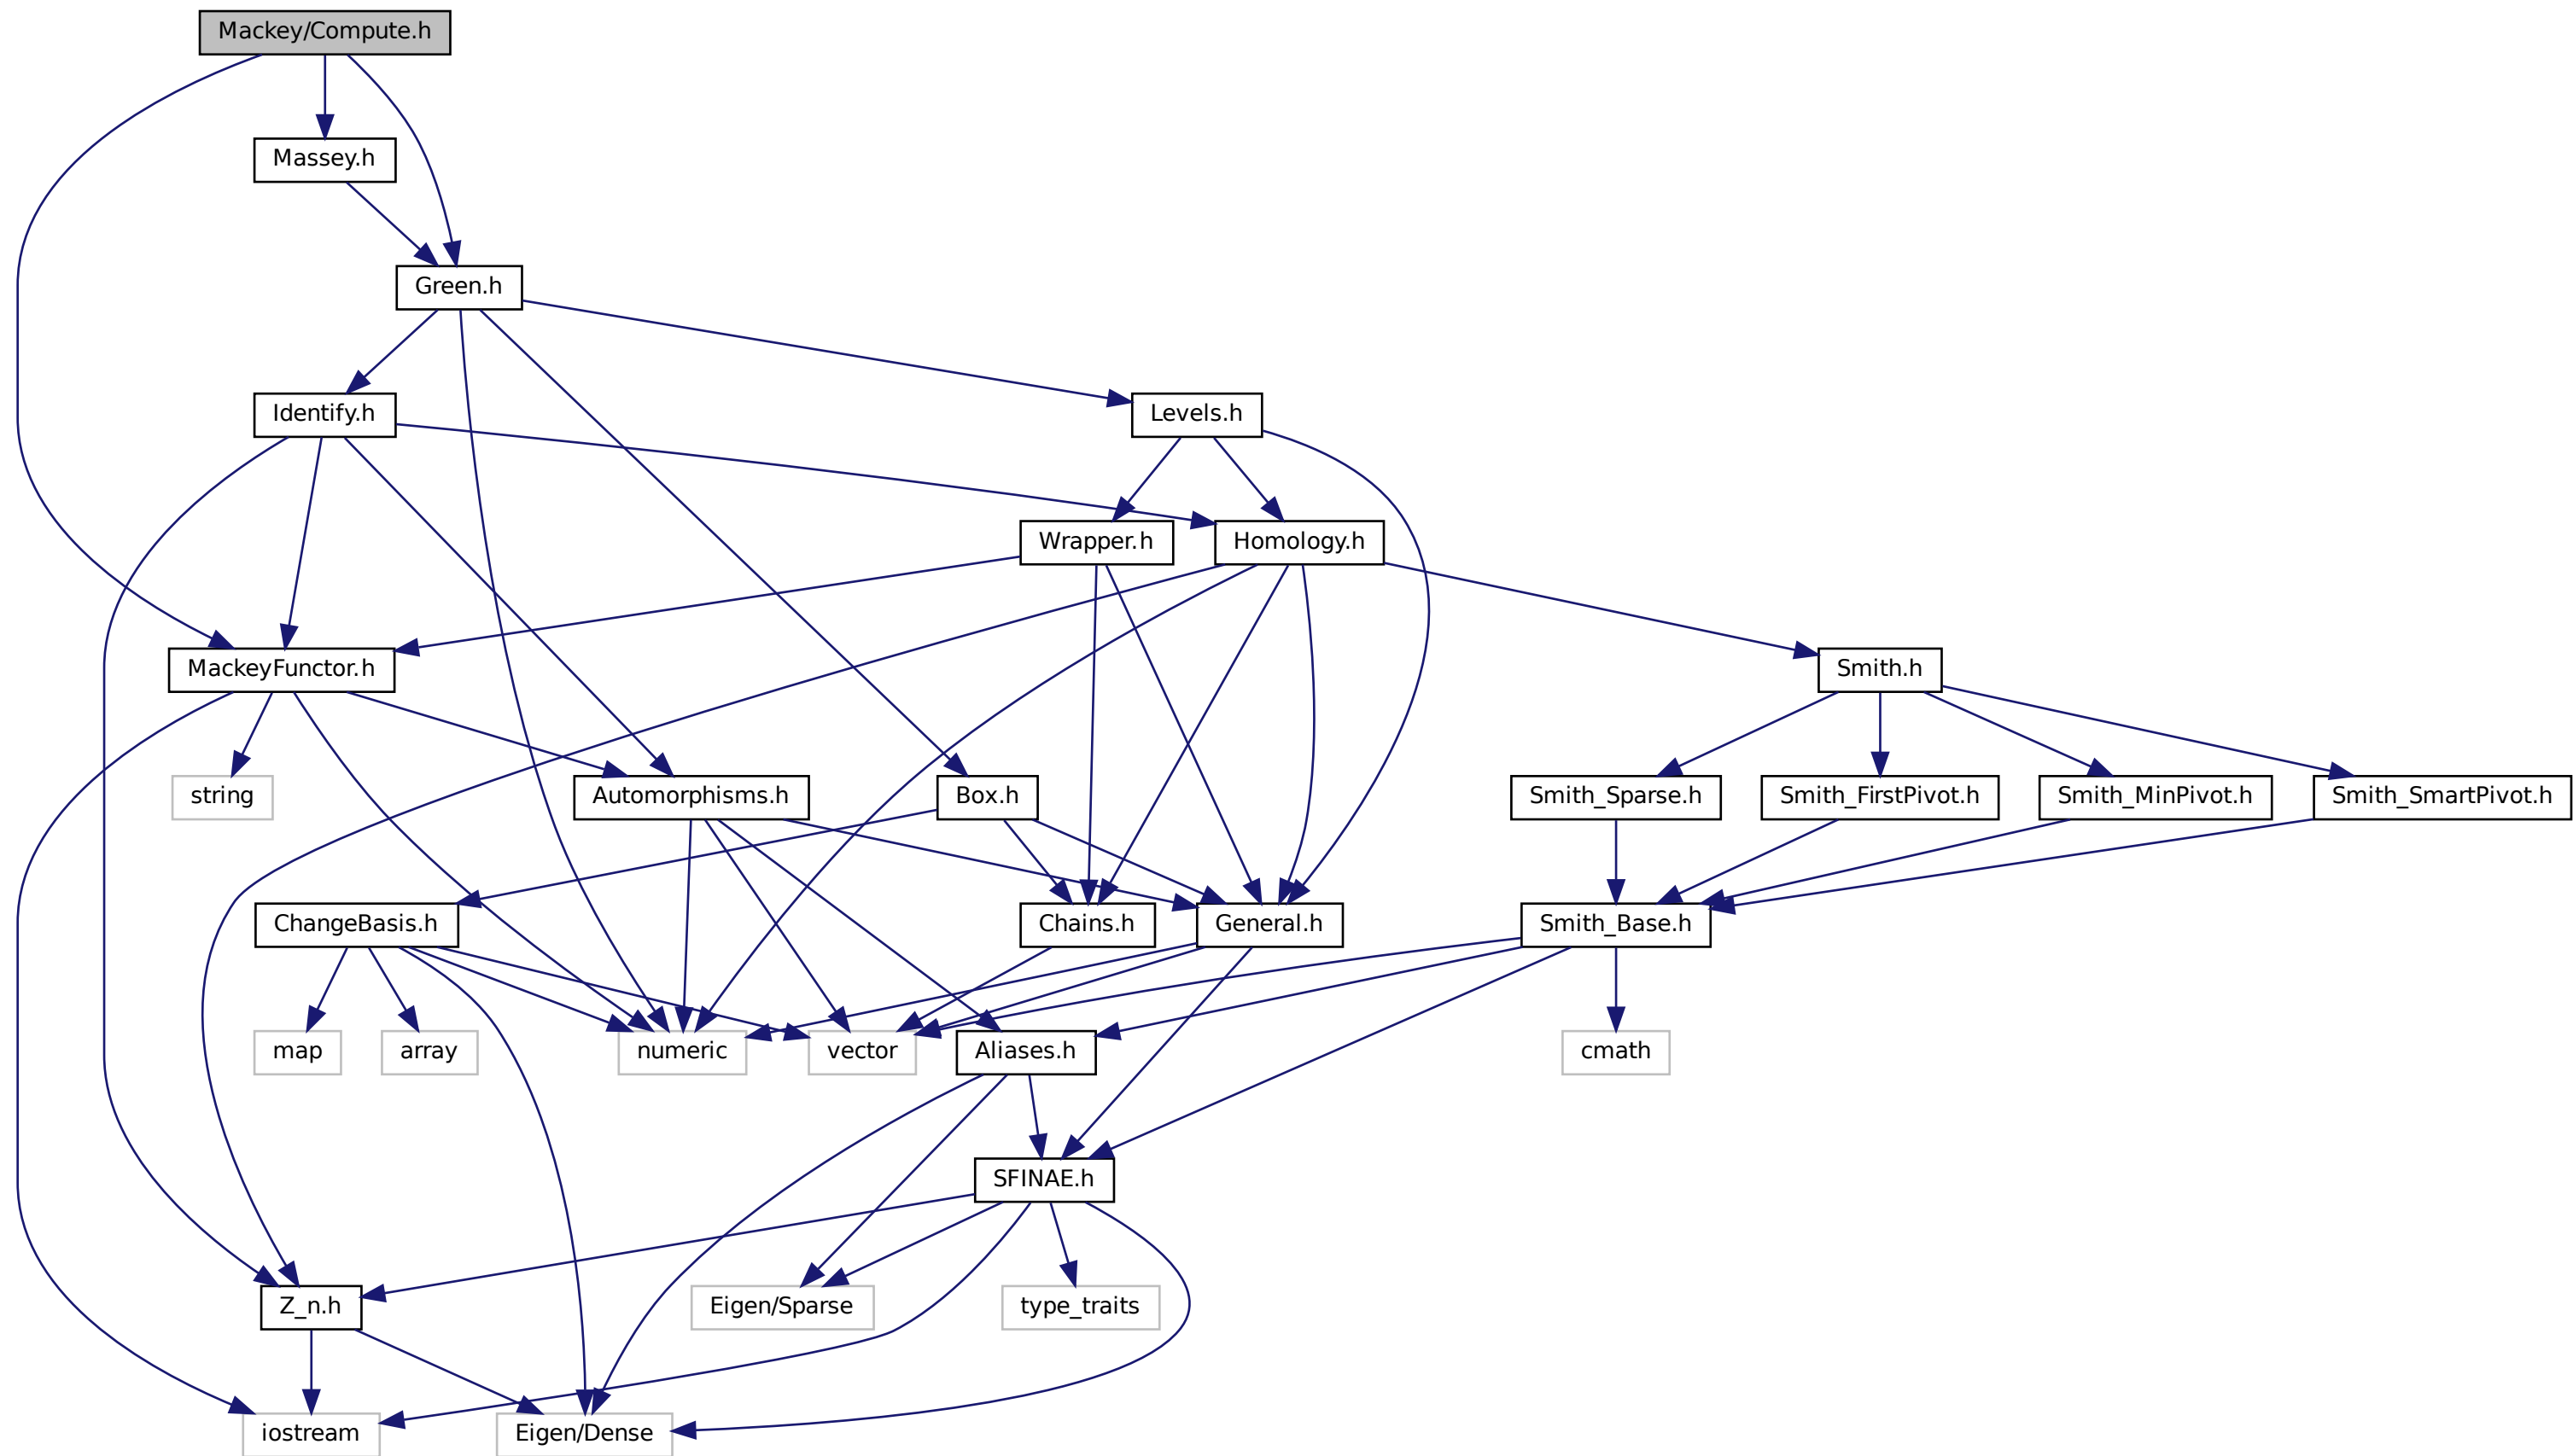 Mackey/Compute.h
Massey.h
Green.h
Identify.h
Levels.h
Wrapper.h
Homology.h
MackeyFunctor.h
Smith.h
string
Automorphisms.h
Box.h
Smith_Sparse.h
Smith_FirstPivot.h
Smith_MinPivot.h
Smith_SmartPivot.h
ChangeBasis.h
Chains.h
General.h
Smith_Base.h
map
array
numeric
vector
Aliases.h
cmath
SFINAE.h
Z_n.h
Eigen/Sparse
type_traits
iostream
Eigen/Dense